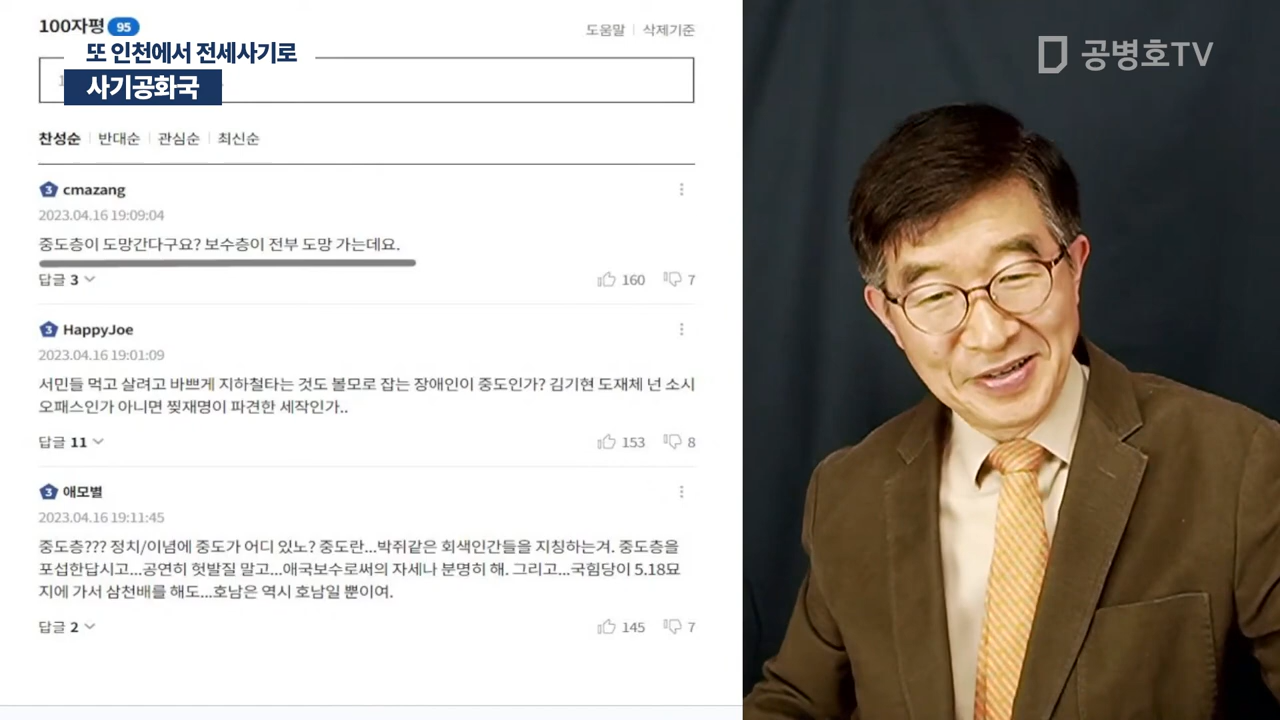 100자평 95
도움말 삭제기준
또 인천에서 전세사기로
사기공화국
공병호TV
찬성순 반대순 관심순 최신순
3 cmazang
2023.04.16 19:09:04
중도층이 도망간다구요? 보수층이 전부 도망 가는데요.
답글 3
160 7
3 HappyJoe
2023.04.16 19:01:09
서민들 먹고 살려고 바쁘게 지하철타는 것도 볼모로 잡는 장애인이 중도인가? 김기현 도재체 넌 소시
오패스인가 아니면 찢재명이 파견한 세작인가..
답글 11
153 8
3 애모별
2023.04.16 19:11:45
중도층??? 정치/이념에 중도가 어디 있노? 중도란...박쥐같은 회색인간들을 지칭하는겨. 중도층을
포섭한답시고...공연히 헛발질 말고...애국보수로써의 자세나 분명히 해. 그리고...국힘당이 5.18묘
지에 가서 삼천배를 해도...호남은 역시 호남일 뿐이여.
답글 2
145 7